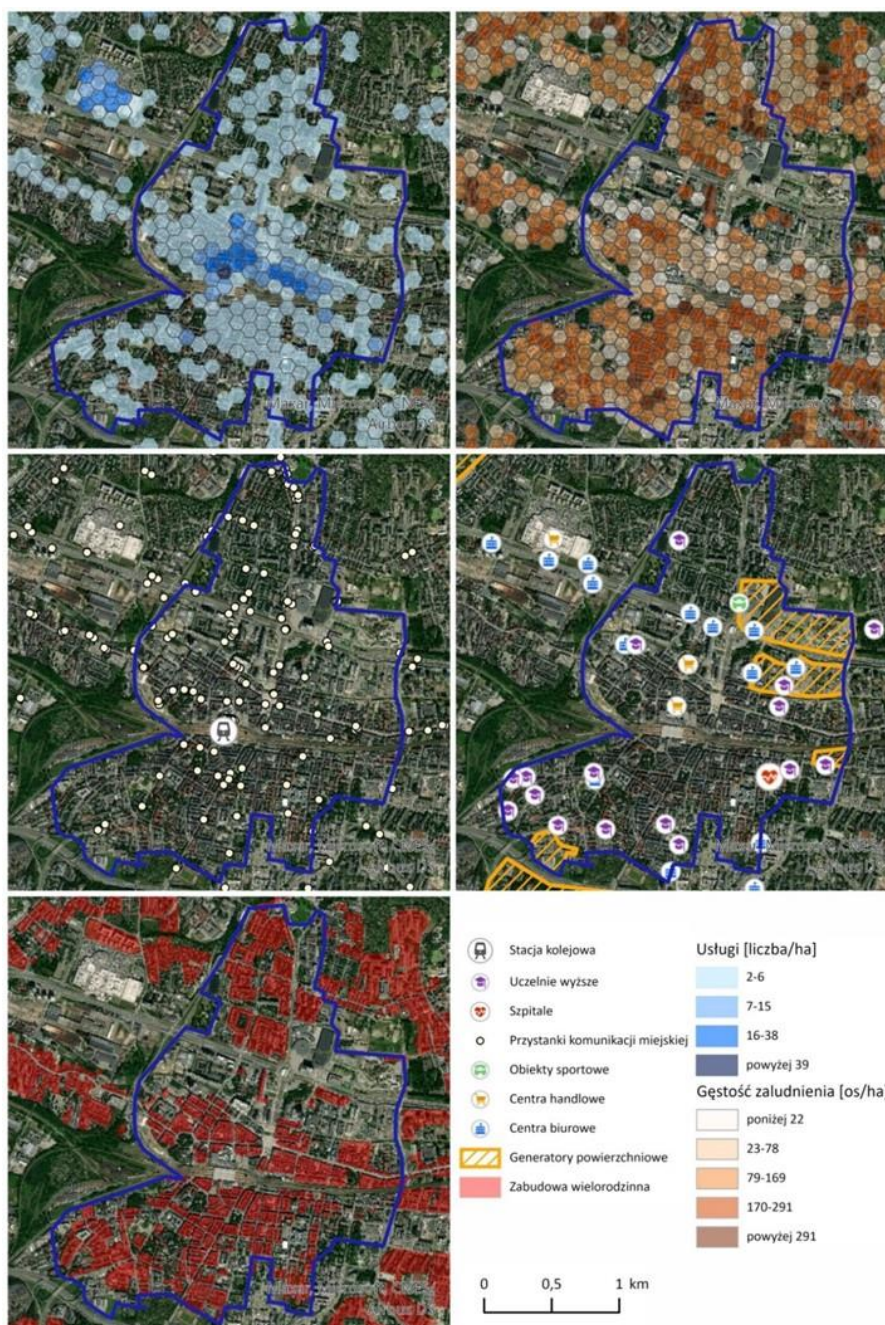 Stacja kolejowa
Uczelnie wyższe
Szpitale
Przystanki komunikacji miejskiej
Obiekty sportowe
Centra handlowe
Centra biurowe
Generatory powierzchniowe
Zabudowa wielorodzinna
0 0,5 1 km
Usługi [liczba/ha]
2-6
7-15
16-38
powyżej 39
Gęstość zaludnienia [os/ha
poniżej 22
23-78
79-169
170-291
powyżej 291